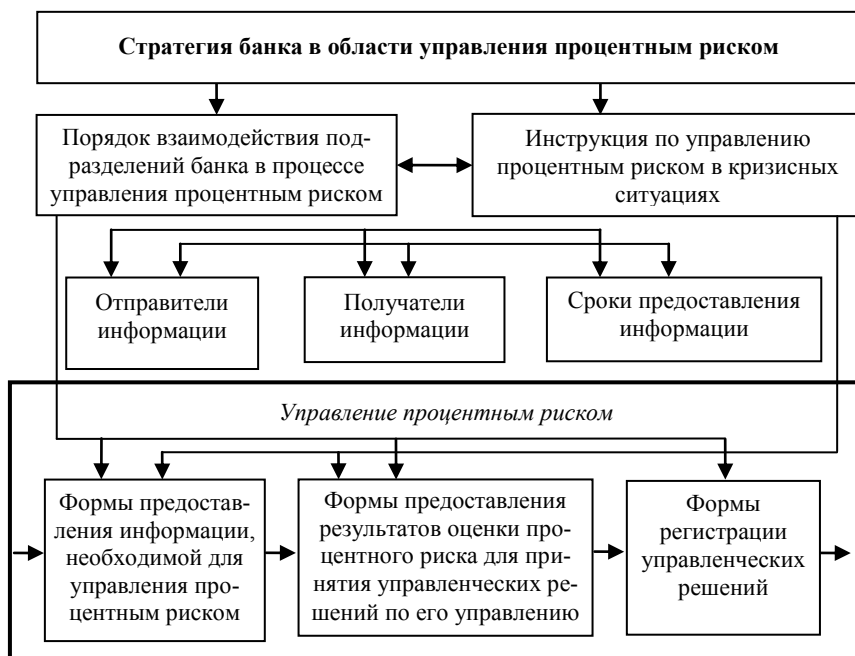 Стратегия банка в области управления процентным риском
Порядок взаимодействия под-
разделений банка в процессе
управления процентным риском
Инструкция по управлению
процентным риском в кризисных
ситуациях
Отправители
информации
Получатели
информации
Сроки предоставления
информации
Управление процентным риском
Формы предостав-
ления информации,
необходимой для
управления про-
центным риском
Формы предоставления
результатов оценки про-
центного риска для при-
нятия управленческих ре-
шений по его управлению
Формы
регистрации
управленческих
решений